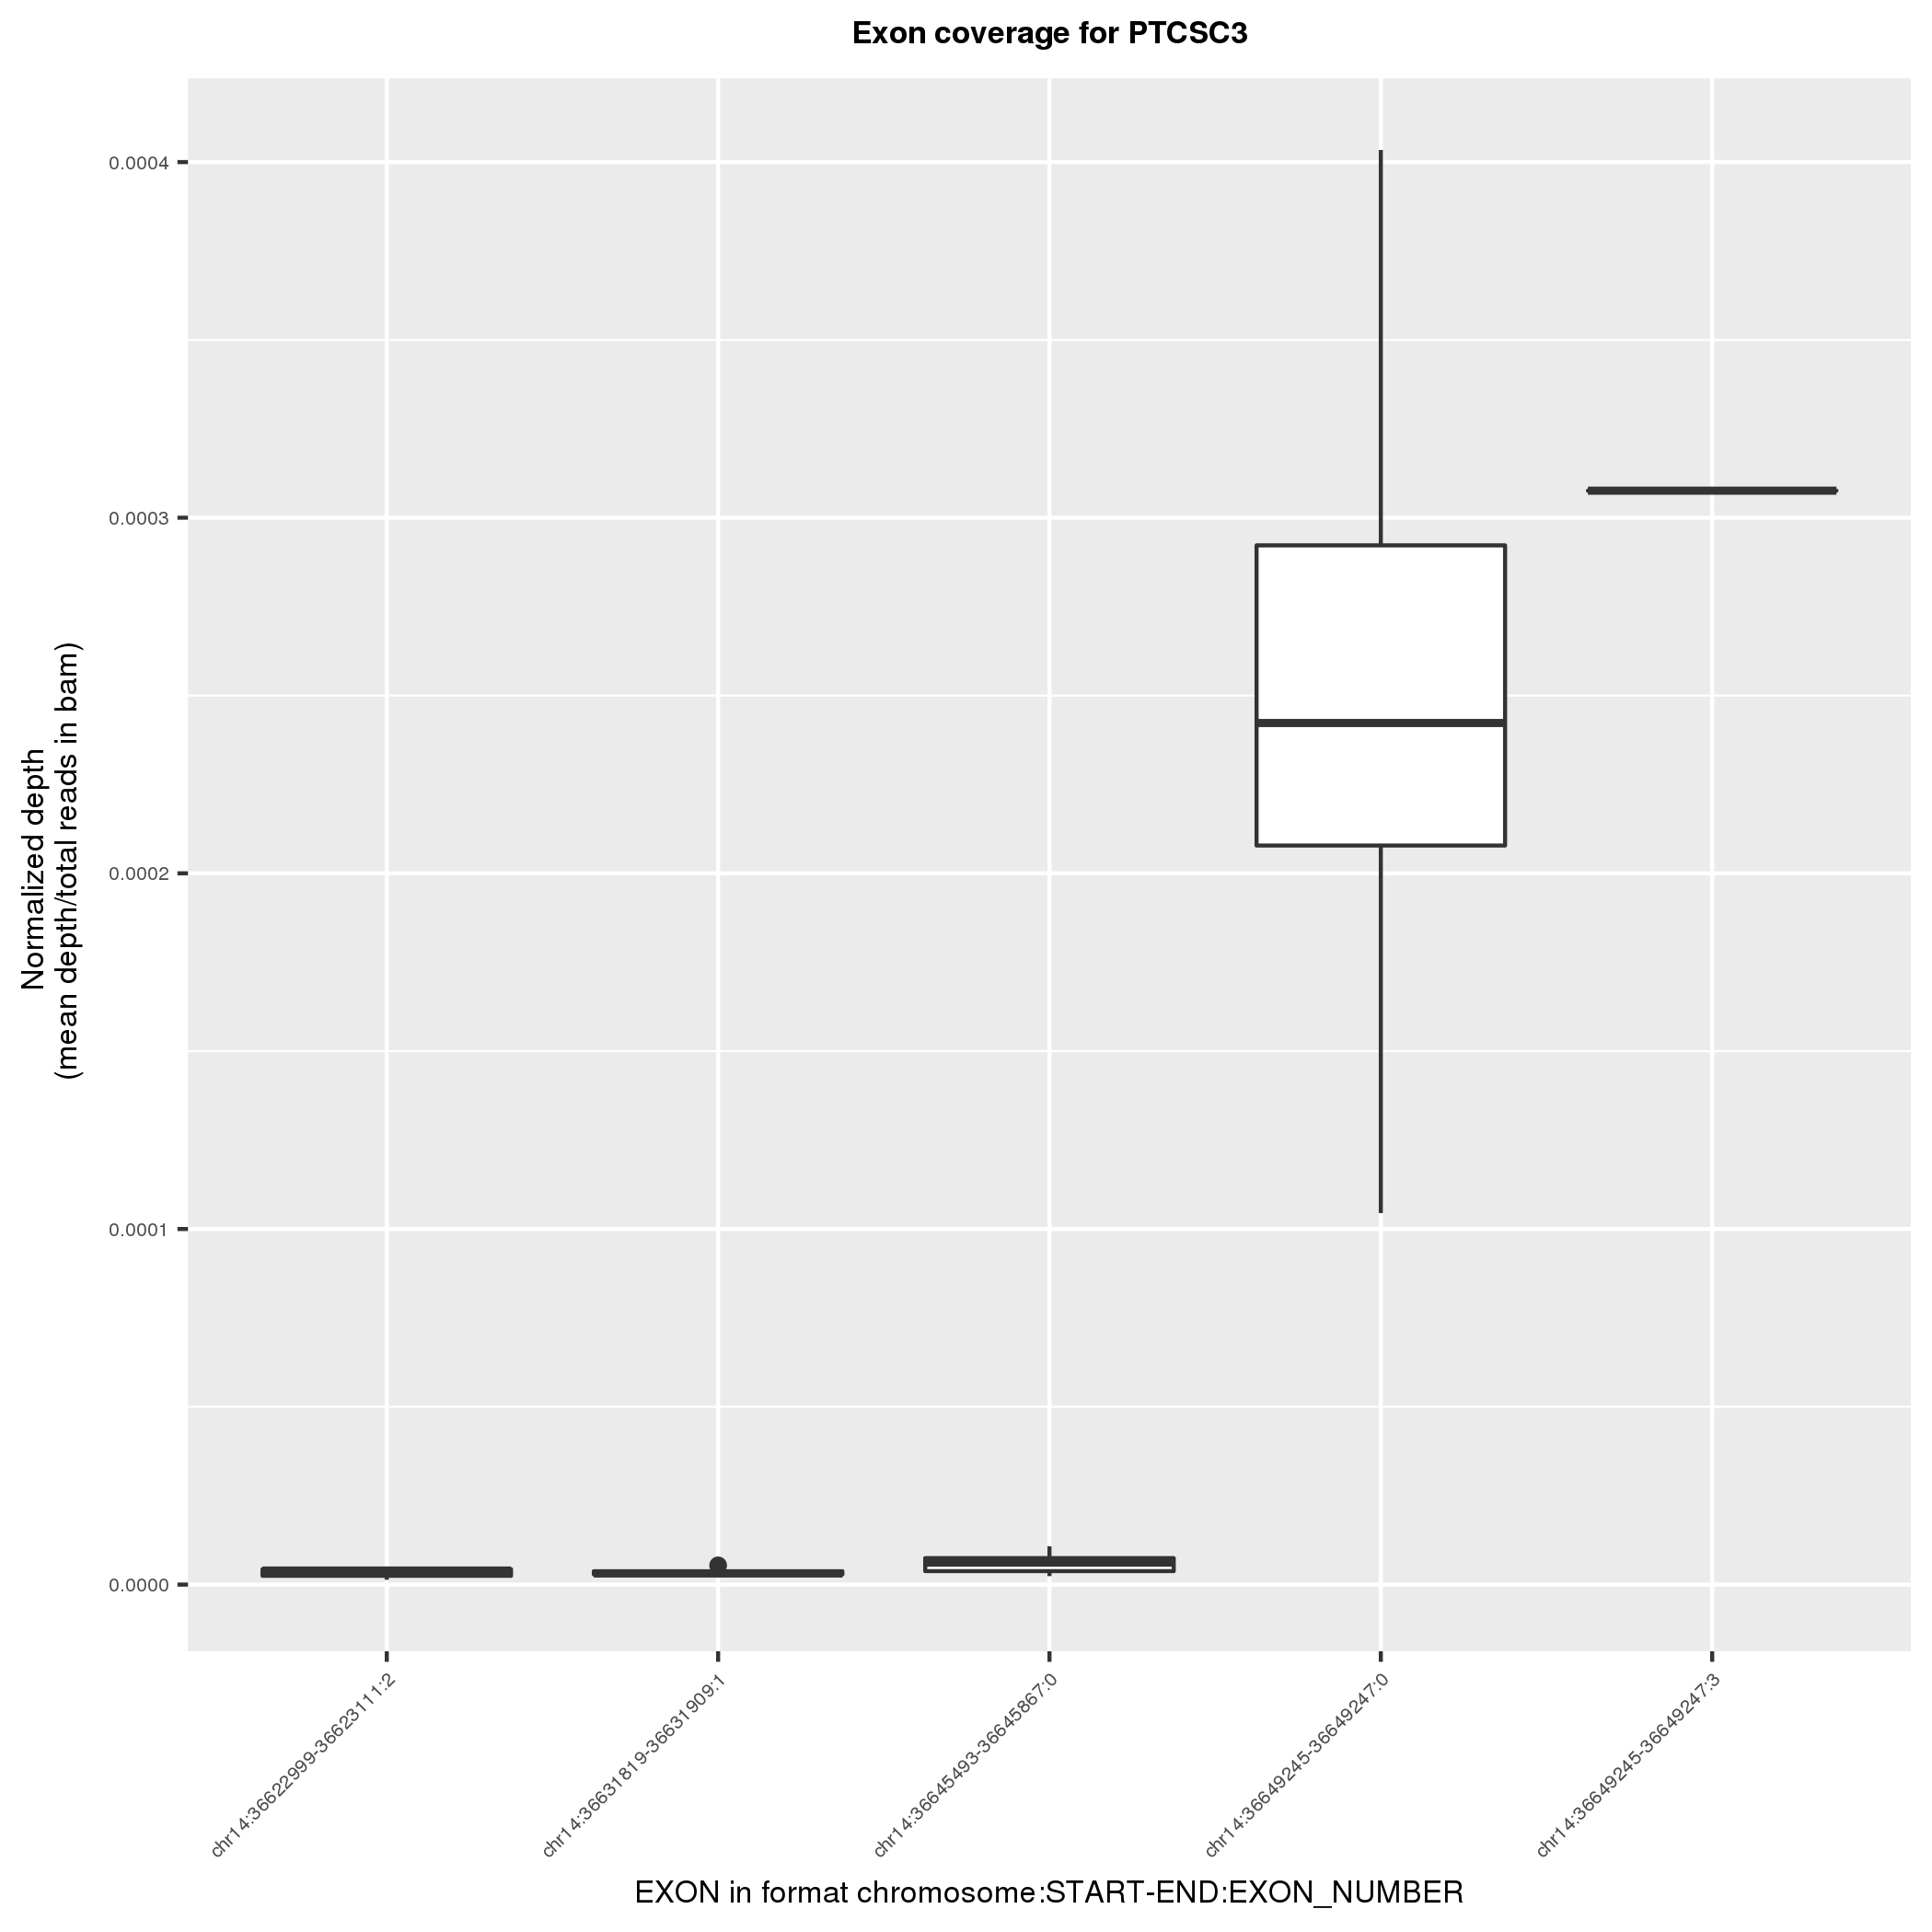 Exon coverage for PTCSC3
Normalized depth
(mean depth/total reads in bam)
0.0004
0.0003
0.0002
0.0001
0.0000
chr14:36622999-36623111:2
chr14:36631819-36631909:1
chr14:36645493-36645867:0
chr14:36649245-36649247:0
chr14:36649245-36649247:3
EXON in format chromosome:START-END:EXON_NUMBER